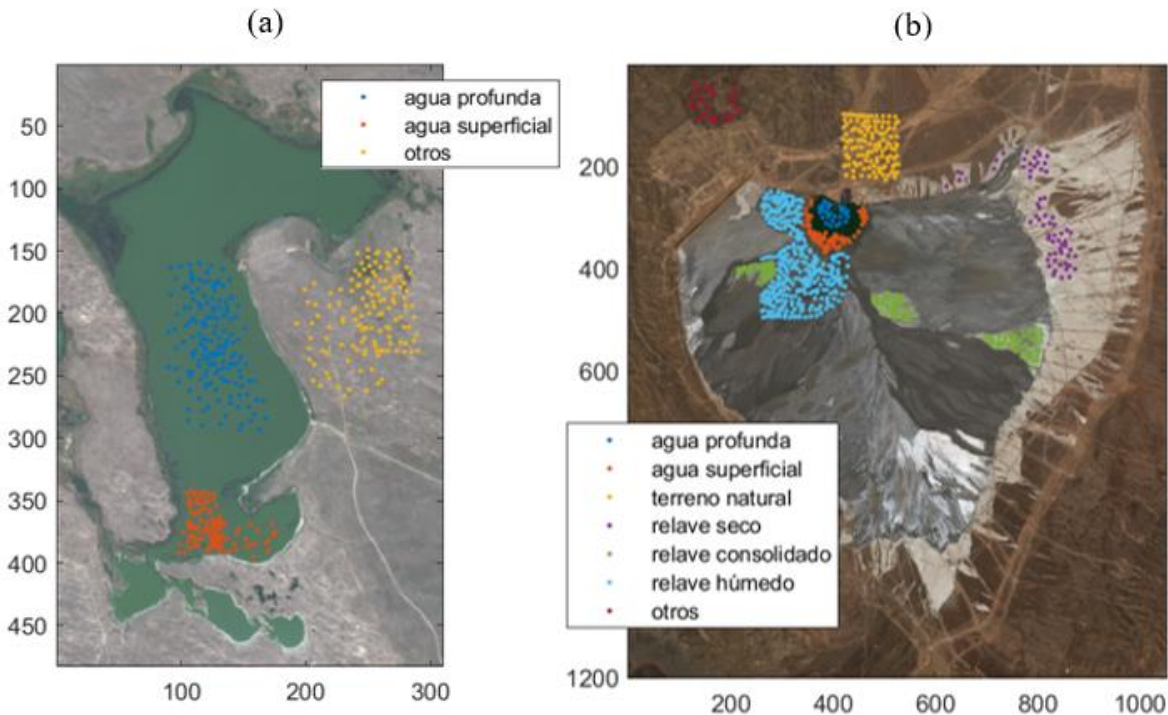 (a)
agua profunda
agua superficial
otros
50
100
150
200
250
300
350
400
450
100
200
300
(b)
200
400
600
agua profunda
agua superficial
terreno natural
relave seco
relave consolidado
relave húmedo
otros
1200
200
400
600
800
1000